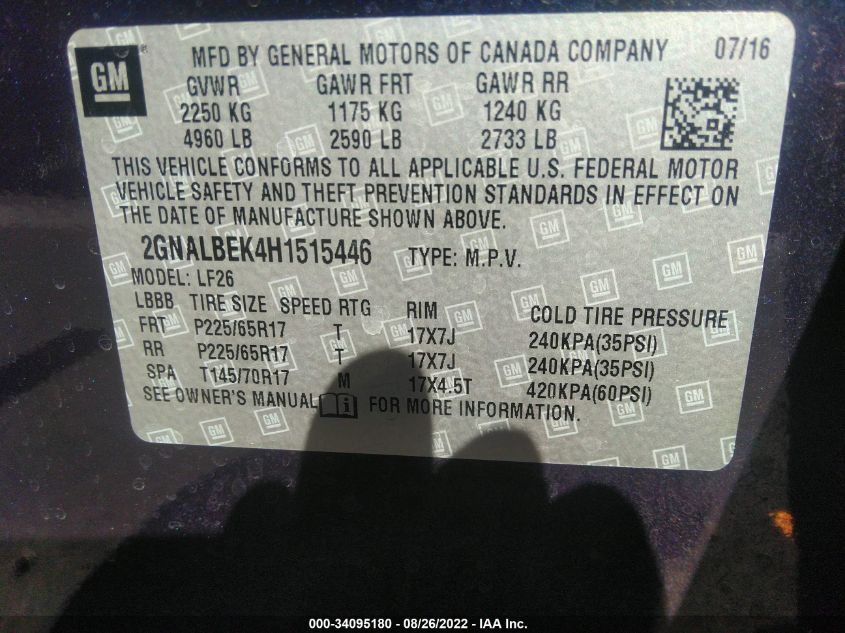 GM ® MFD BY GENERAL MOTORS OF CANADA COMPANY 07/16
GVWR GAWR FRT GAWR RR
2250 KG 1175 KG 1240 KG
4960 LB 2590 LB 2733 LB
THIS VEHICLE CONFORMS TO ALL APPLICABLE U.S. FEDERAL MOTOR
VEHICLE SAFETY AND THEFT PREVENTION STANDARDS IN EFFECT ON
THE DATE OF MANUFACTURE SHOWN ABOVE.
2GNALBEK4H1515446 TYPE: M.P.V.
MODEL: LF26
LBBB TIRE SIZE SPEED RTG RIM COLD TIRE PRESSURE
FRT P225/65R17 T 17X7J 240KPA(35PSI)
RR P225/65R17 T 17X7J 240KPA(35PSI)
SPA T145/70R17 M 17X4.5T 420KPA(60PSI)
SEE OWNER'S MANUAL i FOR MORE INFORMATION.
000-34095180 - 08/26/2022 - IAA Inc.